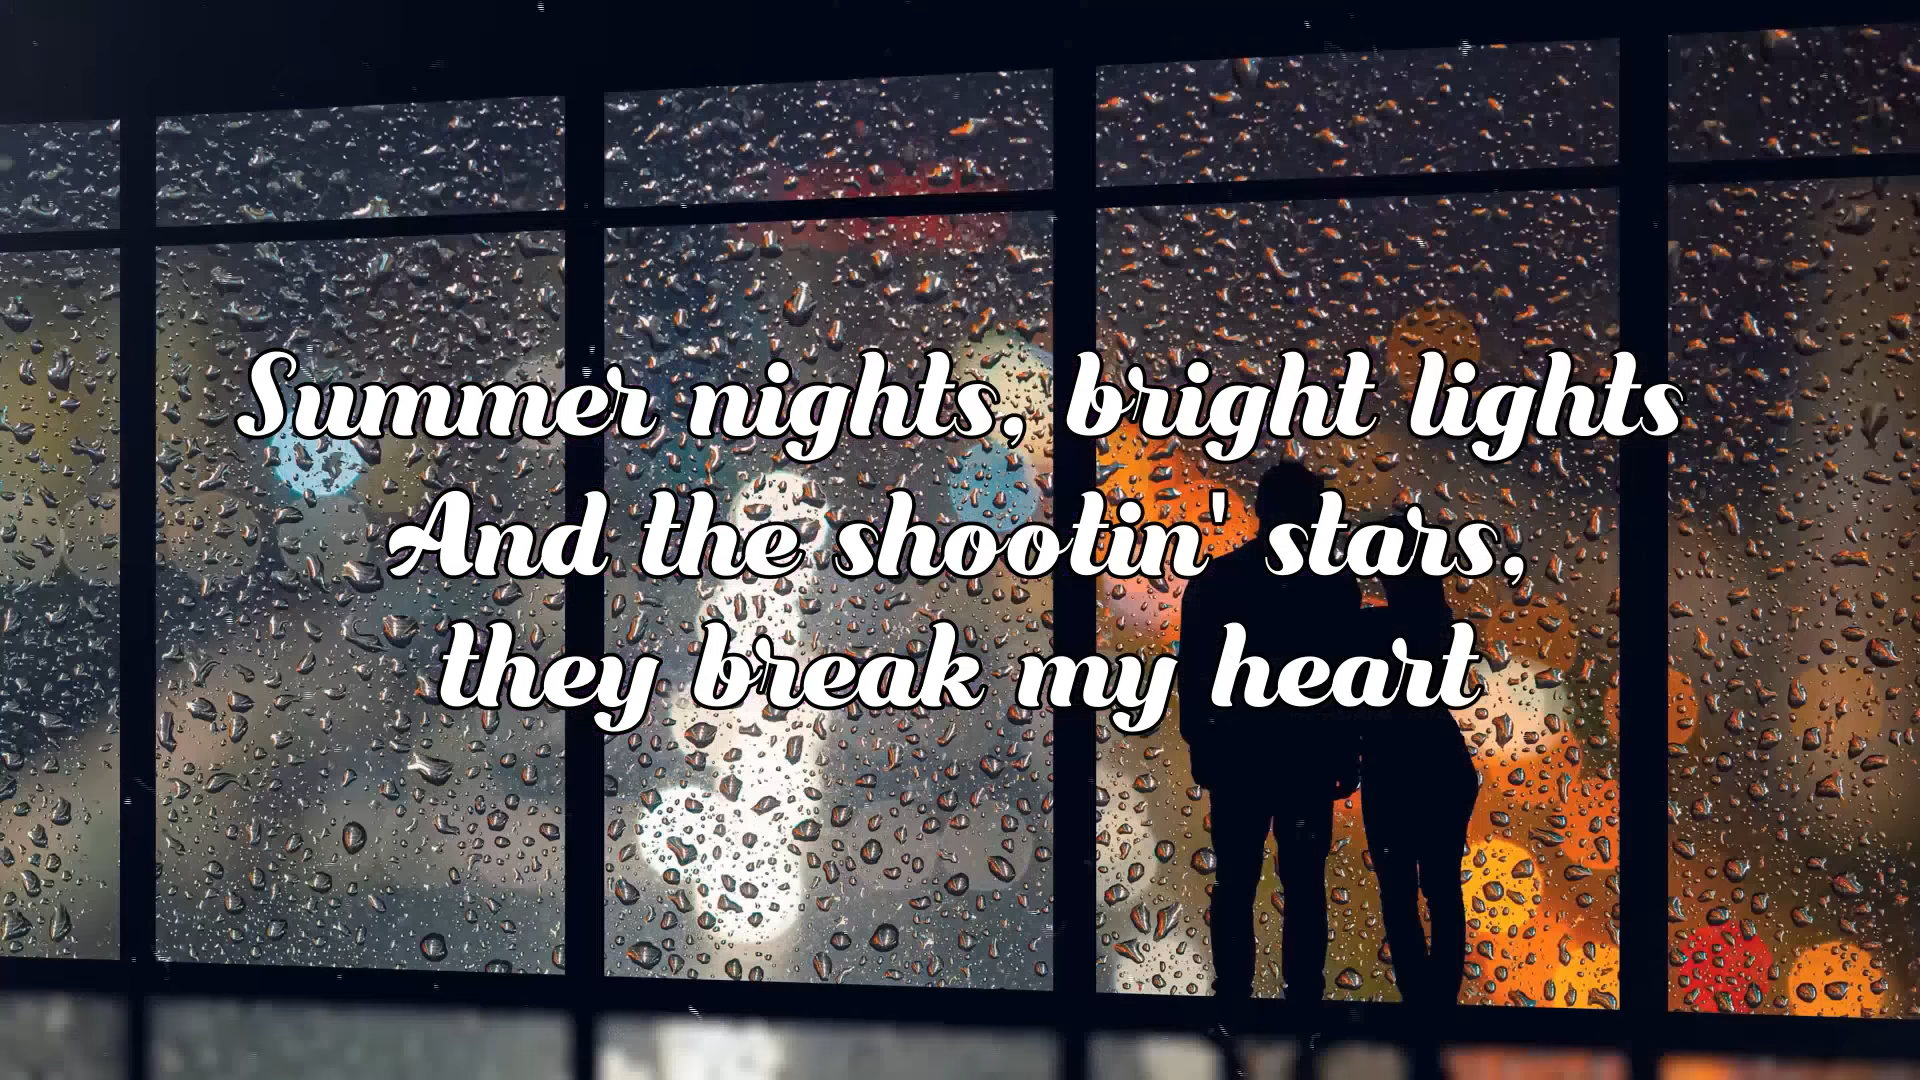 Summer nights, bright lights
And the shootin' stars,
they break my heart